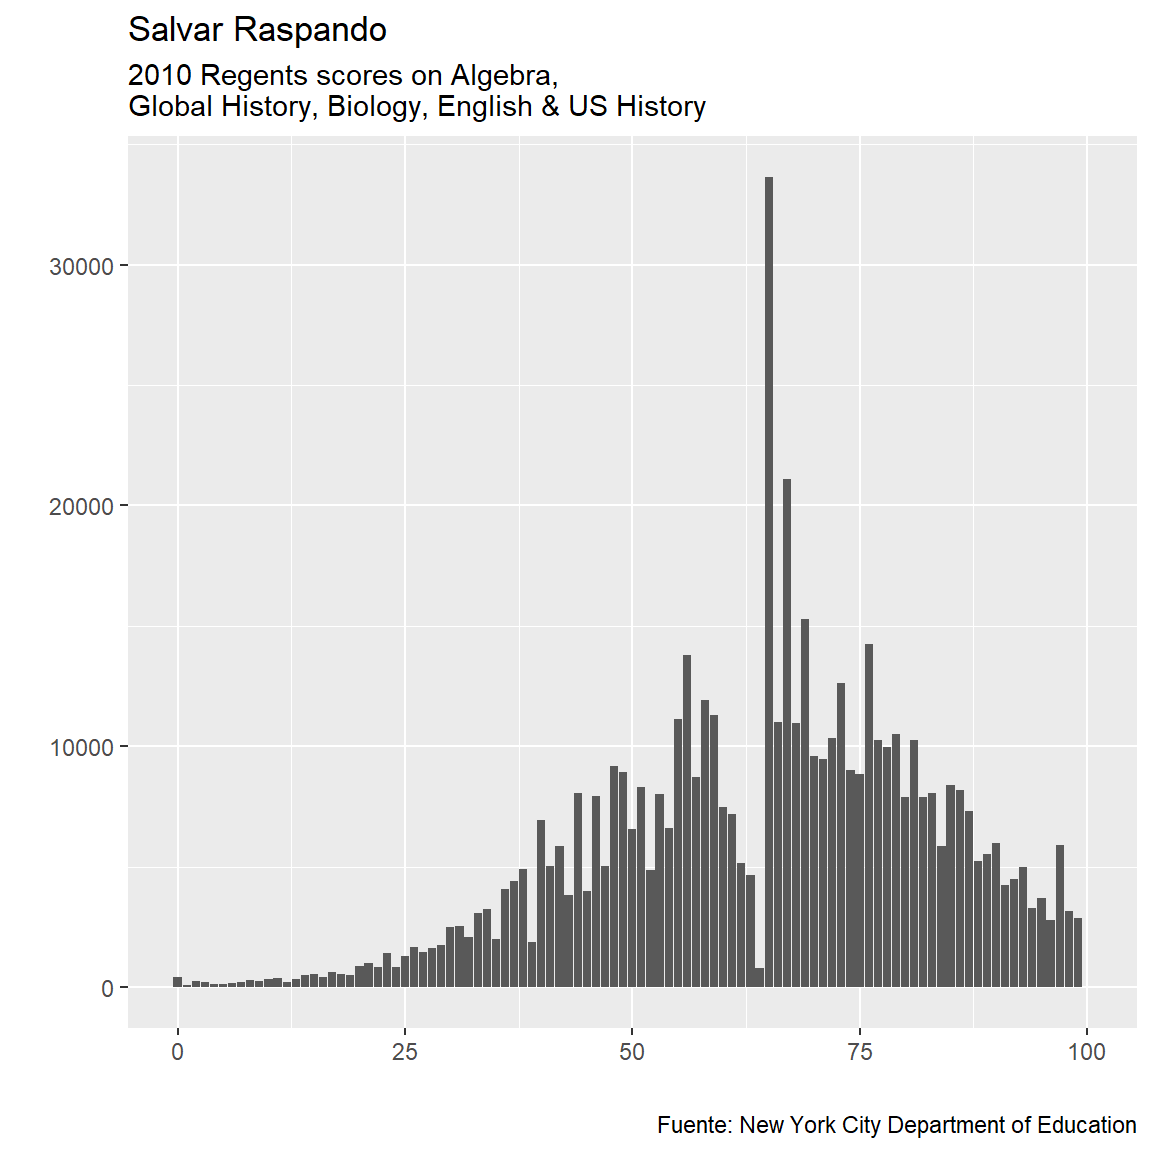 Salvar Raspando
2010 Regents scores on Algebra,
Global History, Biology, English & US History
30000
20000
10000
0
0 25 50 75 100
Fuente: New York City Department of Education